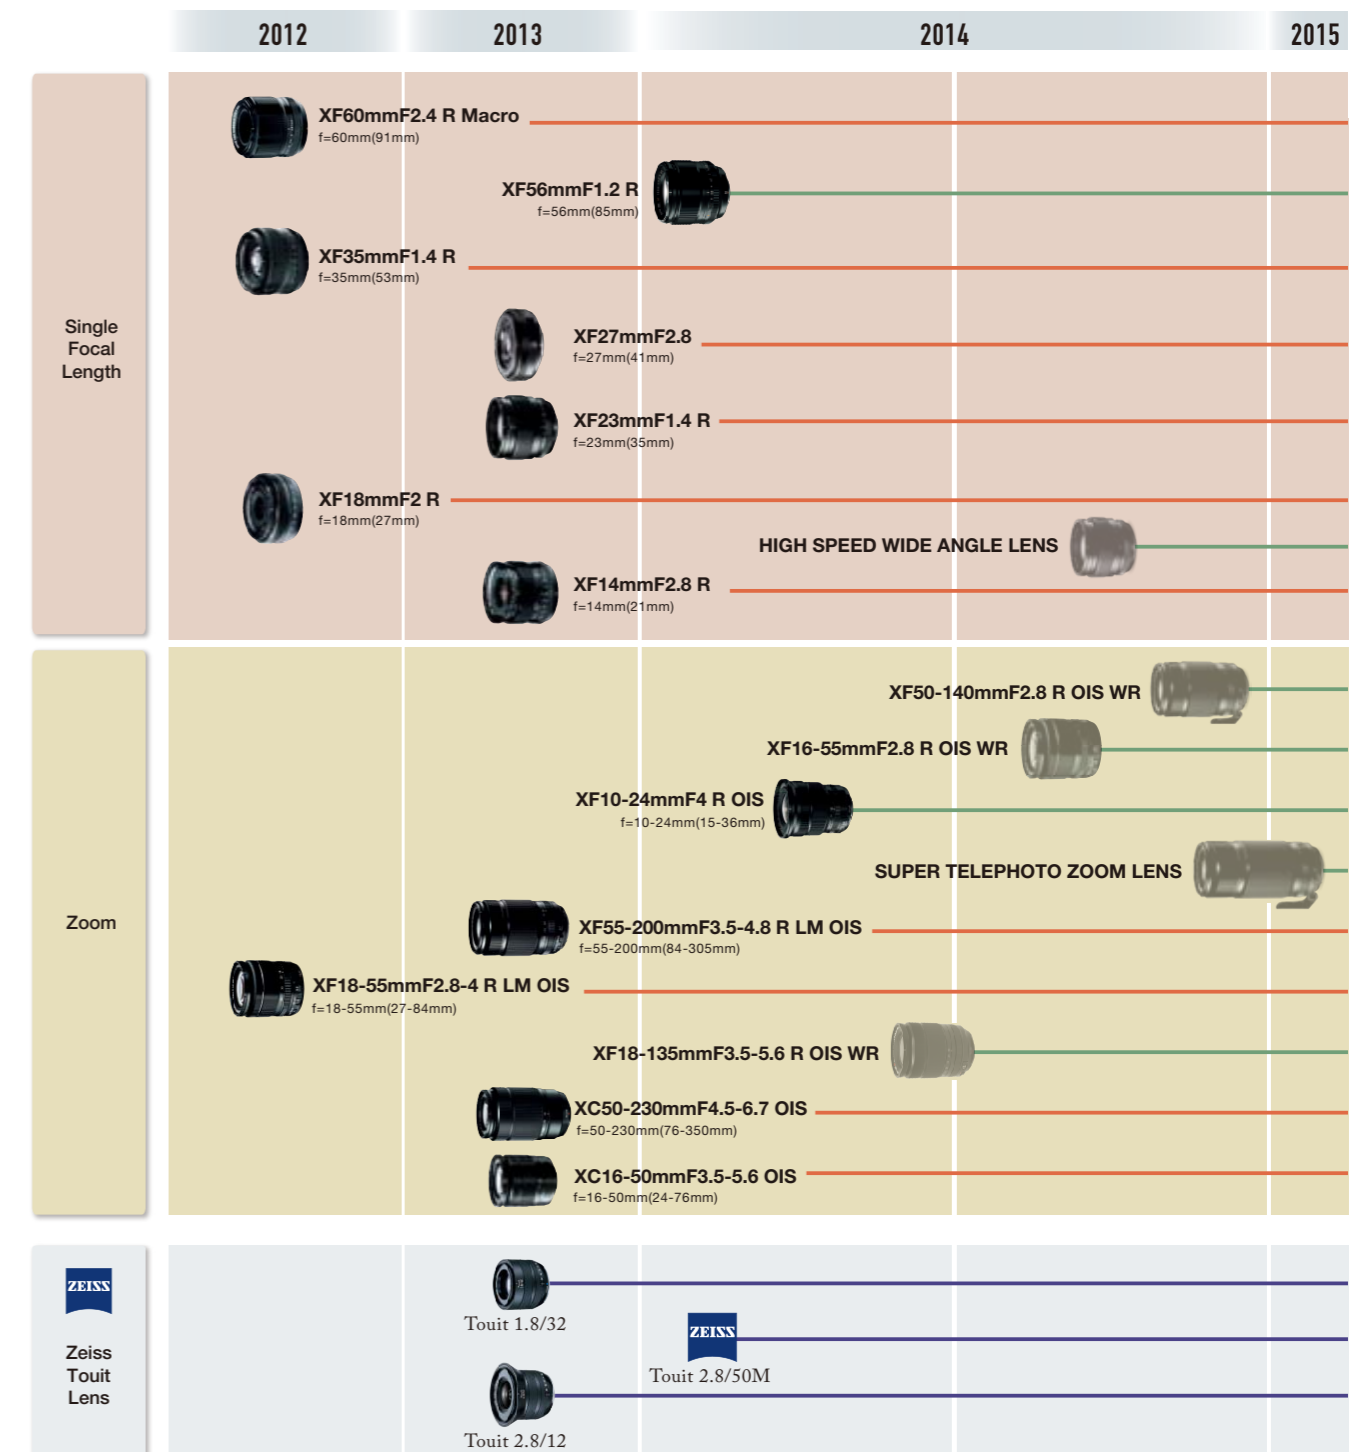 2012
2013
2014
2015
Single
Focal
Length
XF60mmF2.4 R Macro
f=60mm(91mm)
XF56mmF1.2 R
f=56mm(85mm)
XF35mmF1.4 R
f=35mm(53mm)
XF27mmF2.8
f=27mm(41mm)
XF23mmF1.4 R
f=23mm(35mm)
XF18mmF2 R
f=18mm(27mm)
HIGH SPEED WIDE ANGLE LENS
XF14mmF2.8 R
f=14mm(21mm)
Zoom
XF50-140mmF2.8 R OIS WR
XF16-55mmF2.8 R OIS WR
XF10-24mmF4 R OIS
f=10-24mm(15-36mm)
SUPER TELEPHOTO ZOOM LENS
XF55-200mmF3.5-4.8 R LM OIS
f=55-200mm(84-305mm)
XF18-55mmF2.8-4 R LM OIS
f=18-55mm(27-84mm)
XF18-135mmF3.5-5.6 R OIS WR
XC50-230mmF4.5-6.7 OIS
f=50-230mm(76-350mm)
XC16-50mmF3.5-5.6 OIS
f=16-50mm(24-76mm)
ZEISS
Zeiss
Touit
Lens
Touit 1.8/32
ZEISS
Touit 2.8/50M
Touit 2.8/12